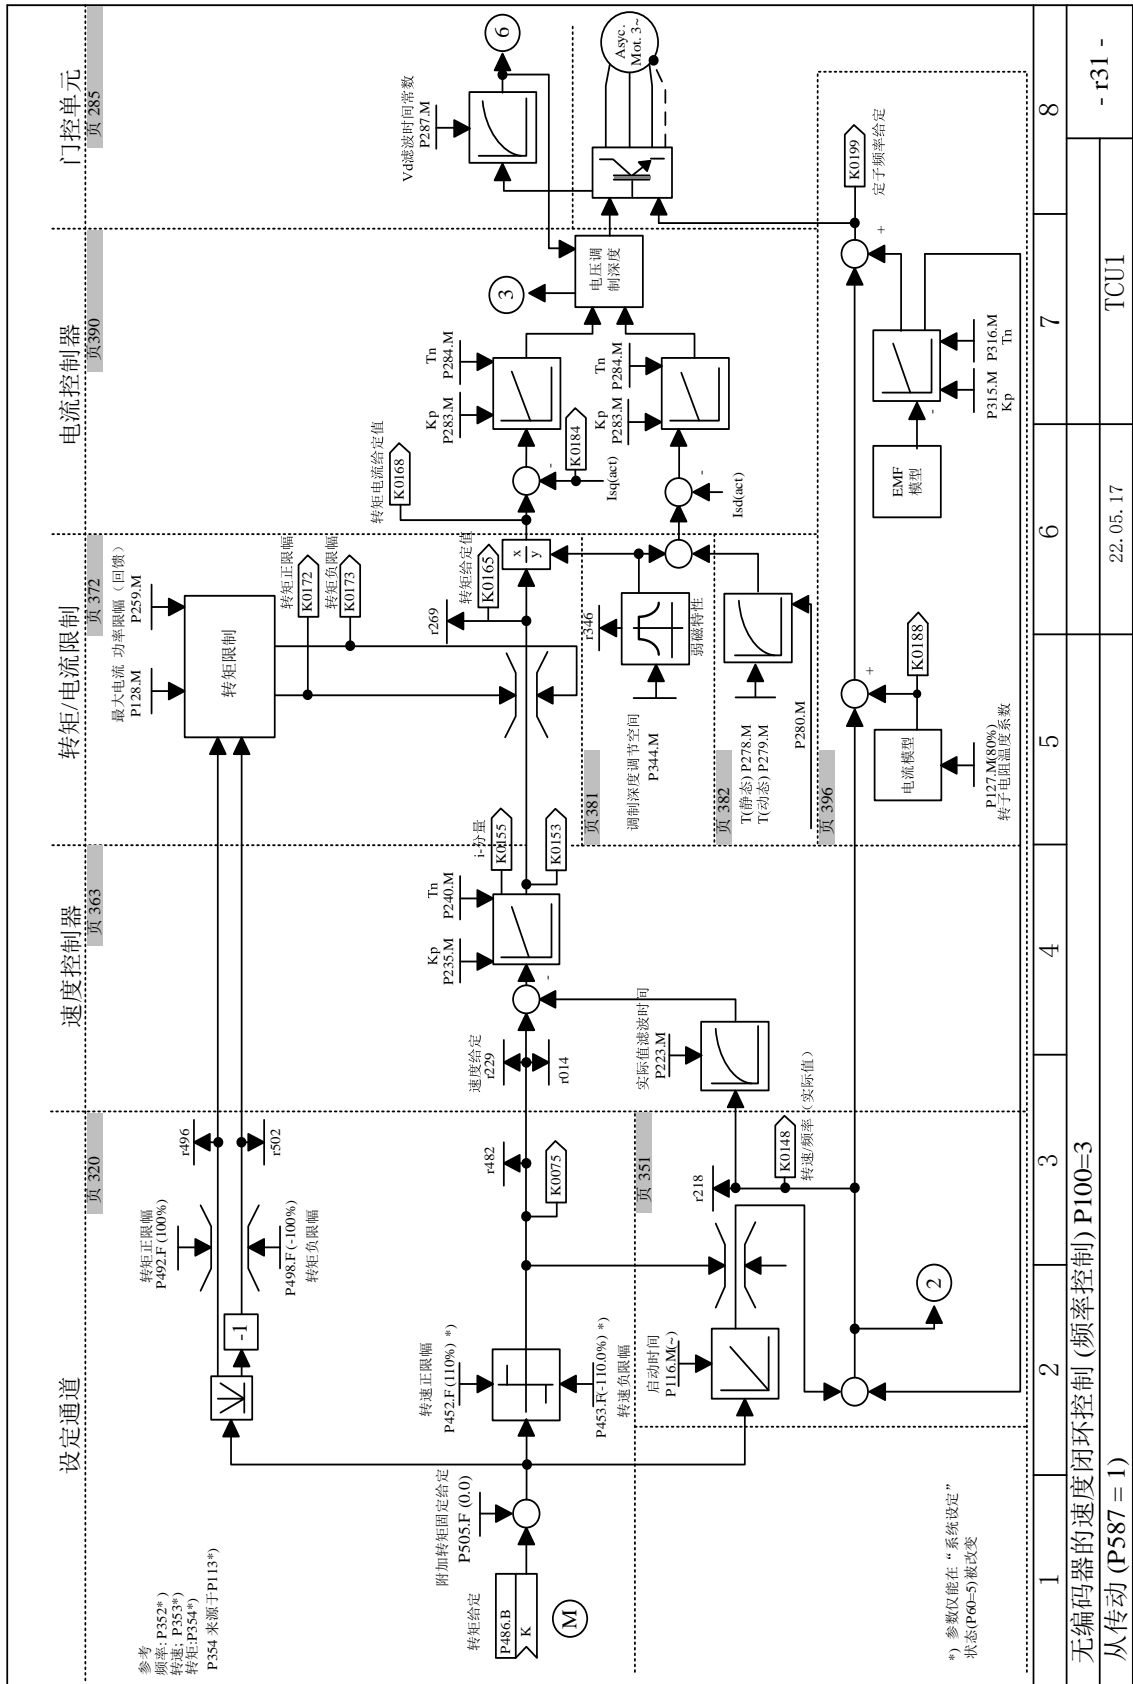 设定通道
速度控制器
转矩/电流限制
电流控制器
门控单元
页 320
页 363
页 372
页390
页 285
参考
频率: P352*)
转速; P353*)
转矩:P354*)
P354 来源于P113*)
转矩正限幅
P492.F (100%)
r496
r502
P498.F (-100%)
转矩负限幅
-1
最大电流
P128.M
功率限幅（回馈）
P259.M
转矩限制
转矩正限幅
K0172
转矩负限幅
K0173
Vd滤波时间常数
P287.M
6
Asyc.
Mot. 3~
转矩给定
P486.B
K
M
附加转矩固定给定
P505.F (0.0)
转速正限幅
P452.F (110%) *)
P453.F(-110.0%) *)
转速负限幅
r482
K0075
速度给定
r229
r014
-
Kp
P235.M
Tn
P240.M
i-分量
K0155
K0153
r269
转矩给定值
K0165
x
y
转矩电流给定值
K0168
-
K0184
Isq(act)
Kp
P283.M
Tn
P284.M
3
电压调
制深度
Kp
P283.M
Tn
P284.M
-
Isd(act)
页 381
调制深度调节空间
P344.M
r346
弱磁特性
页 382
T(静态) P278.M
T(动态) P279.M
P280.M
页 351
启动时间
P116.M(~)
r218
K0148
转速/频率（实际值）
实际值滤波时间
P223.M
2
页 396
+
K0188
电流模型
P127.M(80%)
转子电阻温度系数
EMF
模型
-
P315.M
Kp
P316.M
Tn
+
K0199
定子频率给定
*) 参数仅能在 “系统设定”
状态(P60=5)被改变
1 2 3 4 5 6 7 8
无编码器的速度闭环控制 (频率控制) P100=3
从传动 (P587 = 1)
22.05.17
TCU1
- r31 -